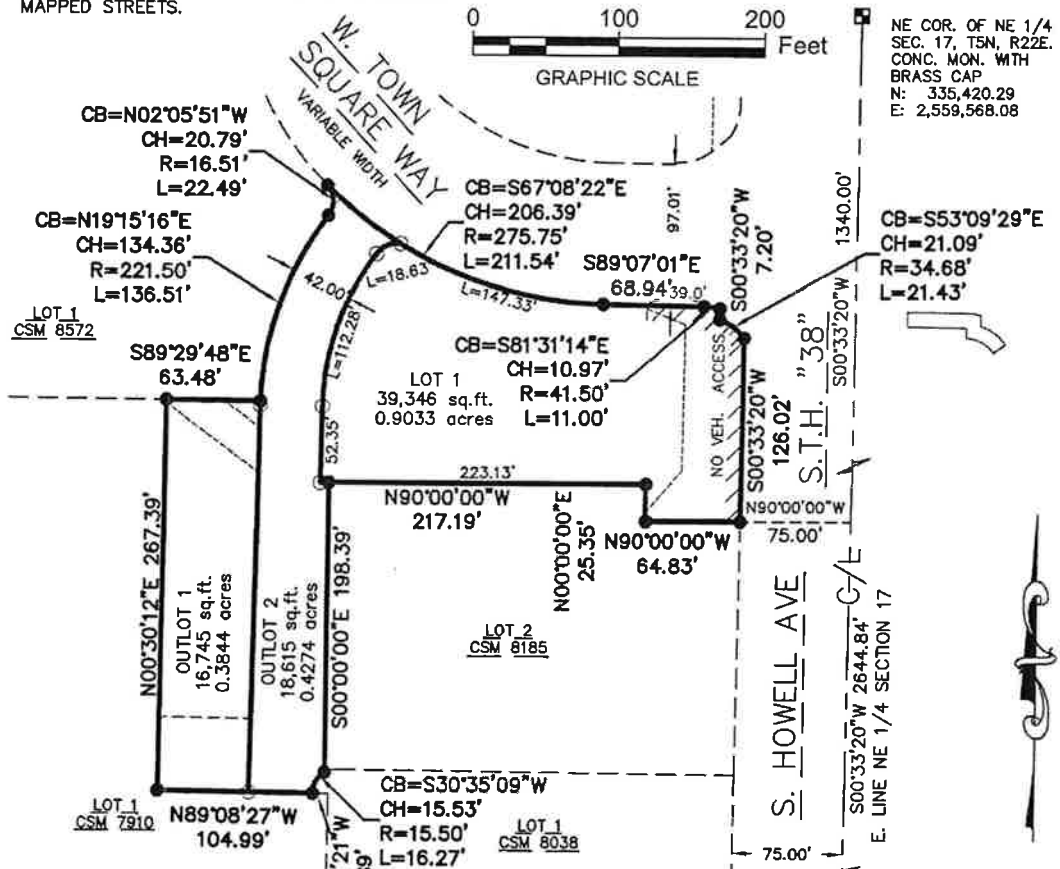 MAPPED STREETS.
0 100 200
Feet
GRAPHIC SCALE
NE COR. OF NE 1/4
SEC. 17, T5N, R22E.
CONC. MON. WITH
BRASS CAP
N: 335,420.29
E: 2,559,568.08
W. TOWN
SQUARE WAY
VARIABLE WIDTH
CB=N02°05'51"W
CH=20.79'
R=16.51'
L=22.49'
CB=N19°15'16"E
CH=134.36'
R=221.50'
L=136.51'
CB=S67°08'22"E
CH=206.39'
R=275.75'
L=211.54'
97.01'
S00°33'20"W
7.20'
1340.00'
S00°33'20"W
CB=S53°09'29"E
CH=21.09'
R=34.68'
L=21.43'
S89°07'01"E
68.94'
39.0'
L=18.63'
L=147.33'
42.00'
L=112.28'
LOT 1
CSM 8572
S89°29'48"E
63.48'
CB=S81°31'14"E
CH=10.97'
R=41.50'
L=11.00'
LOT 1
39,346 sq.ft.
0.9033 acres
NO VEH. ACCESS
S00°33'20"W
126.02'
S.T.H. "38"
52.35'
223.13'
N90°00'00"W
217.19'
N00°00'00"E
25.35'
N90°00'00"W
64.83'
N90°00'00"W
75.00'
N00°30'12"E 267.39'
OUTLOT 1
16,745 sq.ft.
0.3844 acres
OUTLOT 2
18,615 sq.ft.
0.4274 acres
S00°00'00"E 198.39'
LOT 2
CSM 8185
S. HOWELL AVE
C/L
S00°33'20"W 2644.84'
E. LINE NE 1/4 SECTION 17
LOT 1
CSM 7910
N89°08'27"W
104.99'
CB=S30°35'09"W
CH=15.53'
R=15.50'
L=16.27'
'21"W
LOT 1
CSM 8038
75.00'